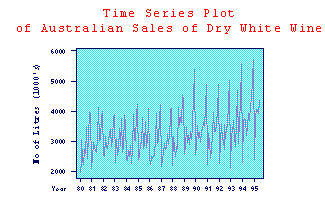 Time Series Plot
of Australian Sales of Dry White Wine
No of Litres (1000's)
6000
5000
4000
3000
2000
Year 80 81 82 83 84 85 86 87 88 89 90 91 92 93 94 95